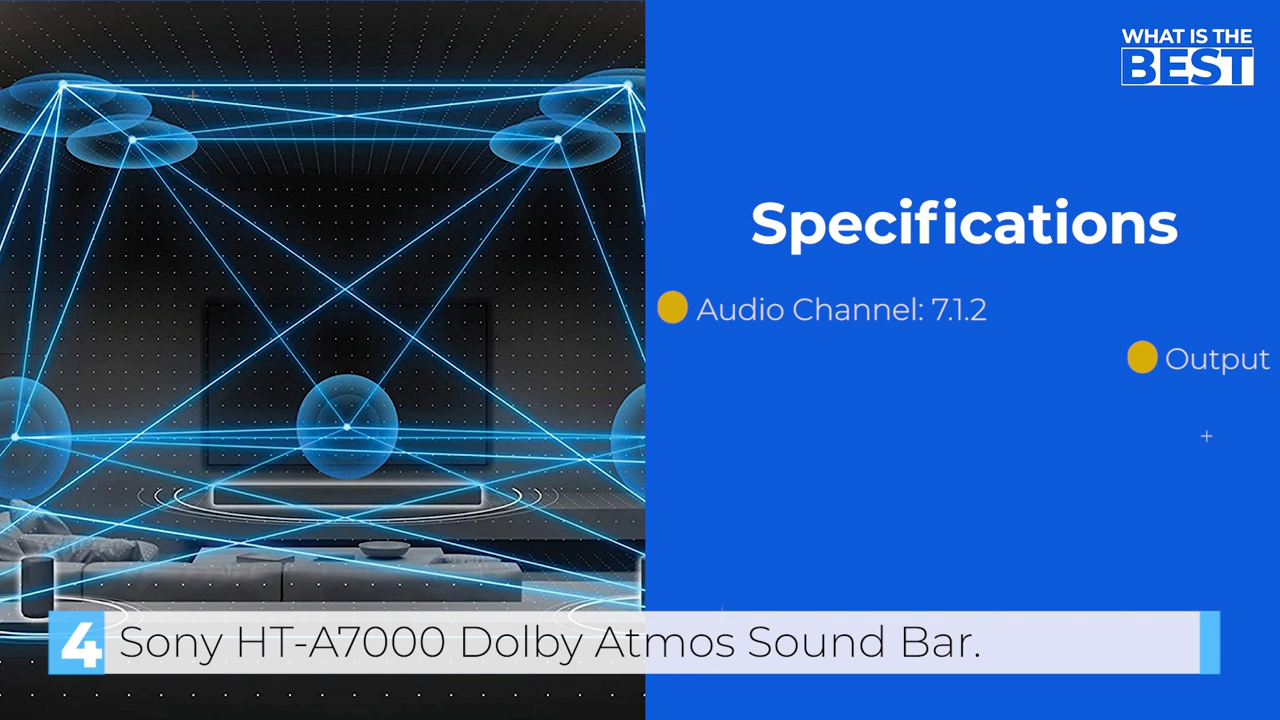 WHAT IS THE
BEST
Specifications
Audio Channel: 7.1.2
Output
4 Sony HT-A7000 Dolby Atmos Sound Bar.